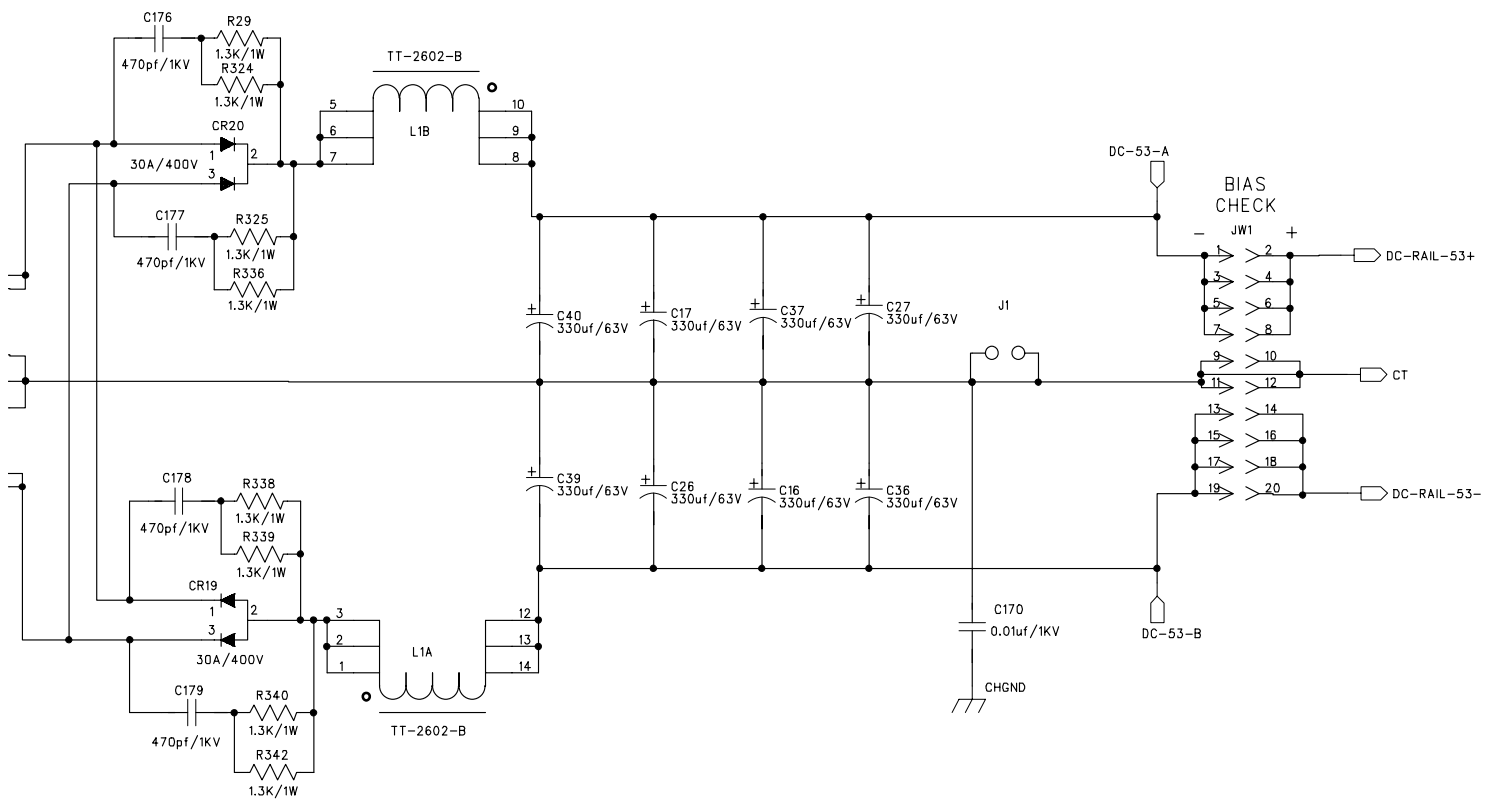 C176
470pf/1KV
R29
1.3K/1W
R324
1.3K/1W
CR20
1
2
3
30A/400V
C177
470pf/1KV
R325
1.3K/1W
R336
1.3K/1W
TT-2602-B
L1B
5
6
7
10
9
8
+
C40
330uf/63V
+
C17
330uf/63V
+
C37
330uf/63V
+
C27
330uf/63V
J1
DC-53-A
BIAS
CHECK
- JW1 +
1 2
3 4
5 6
7 8
9 10
11 12
13 14
15 16
17 18
19 20
DC-RAIL-53+
CT
DC-RAIL-53-
+
C39
330uf/63V
+
C26
330uf/63V
+
C16
330uf/63V
+
C36
330uf/63V
C178
470pf/1KV
R338
1.3K/1W
R339
1.3K/1W
CR19
1
2
3
30A/400V
C179
470pf/1KV
R340
1.3K/1W
R342
1.3K/1W
3
2
1
L1A
12
13
14
TT-2602-B
C170
0.01uf/1KV
CHGND
DC-53-B